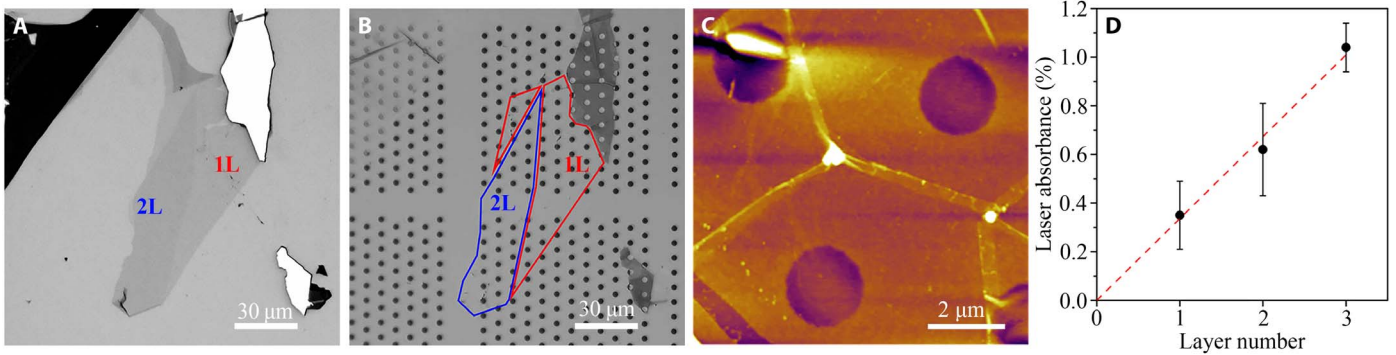 A
1L
2L
30 μm
B
1L
2L
30 μm
C
2 μm
D
Laser absorbance (%)
1.2
1.0
0.8
0.6
0.4
0.2
0.0
0
1
2
3
Layer number